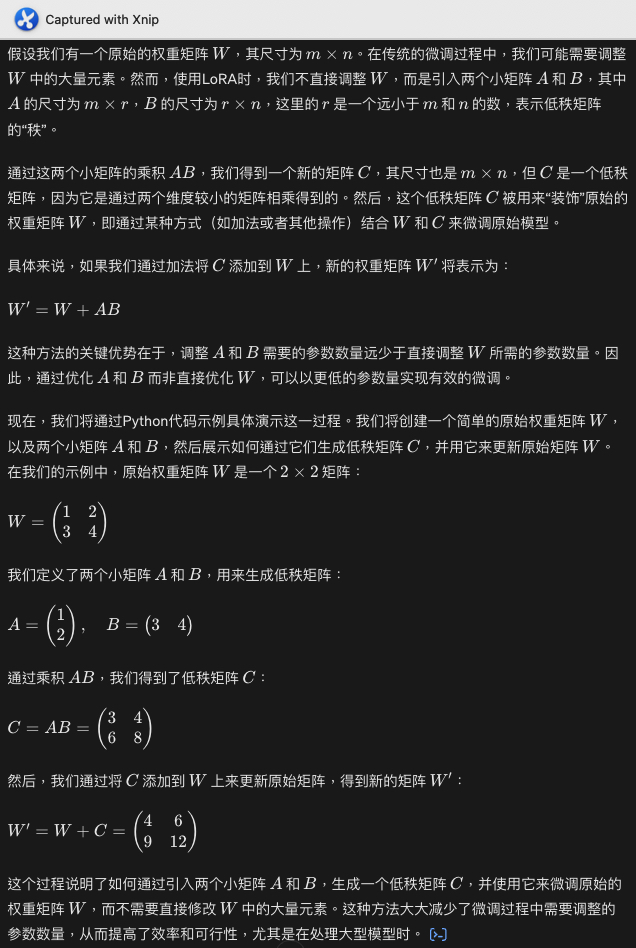 Captured with Xnip
假设我们有一个原始的权重矩阵 W，其尺寸为 m × n。在传统的微调过程中，我们可能需要调整
W 中的大量元素。然而，使用LoRA时，我们不直接调整 W，而是引入两个小矩阵 A 和 B，其中
A 的尺寸为 m × r，B 的尺寸为 r × n，这里的 r 是一个远小于 m 和 n 的数，表示低秩矩阵
的“秩”。
通过这两个小矩阵的乘积 AB，我们得到一个新的矩阵 C，其尺寸也是 m × n，但 C 是一个低秩
矩阵，因为它是通过两个维度较小的矩阵相乘得到的。然后，这个低秩矩阵 C 被用来“装饰”原始的
权重矩阵 W，即通过某种方式（如加法或者其他操作）结合 W 和 C 来微调原始模型。
具体来说，如果我们通过加法将 C 添加到 W 上，新的权重矩阵 W′ 将表示为：
W′ = W + AB
这种方法的关键优势在于，调整 A 和 B 需要的参数数量远少于直接调整 W 所需的参数数量。因
此，通过优化 A 和 B 而非直接优化 W，可以以更低的参数量实现有效的微调。
现在，我们将通过Python代码示例具体演示这一过程。我们将创建一个简单的原始权重矩阵 W，
以及两个小矩阵 A 和 B，然后展示如何通过它们生成低秩矩阵 C，并用它来更新原始矩阵 W。
在我们的示例中，原始权重矩阵 W 是一个 2 × 2 矩阵：
W = (1 2
3 4)
我们定义了两个小矩阵 A 和 B，用来生成低秩矩阵：
A = (1
2), B = (3 4)
通过乘积 AB，我们得到了低秩矩阵 C：
C = AB = (3 4
6 8)
然后，我们通过将 C 添加到 W 上来更新原始矩阵，得到新的矩阵 W′：
W′ = W + C = (4 6
9 12)
这个过程说明了如何通过引入两个小矩阵 A 和 B，生成一个低秩矩阵 C，并使用它来微调原始的
权重矩阵 W，而不需要直接修改 W 中的大量元素。这种方法大大减少了微调过程中需要调整的
参数数量，从而提高了效率和可行性，尤其是在处理大型模型时。 [>-]